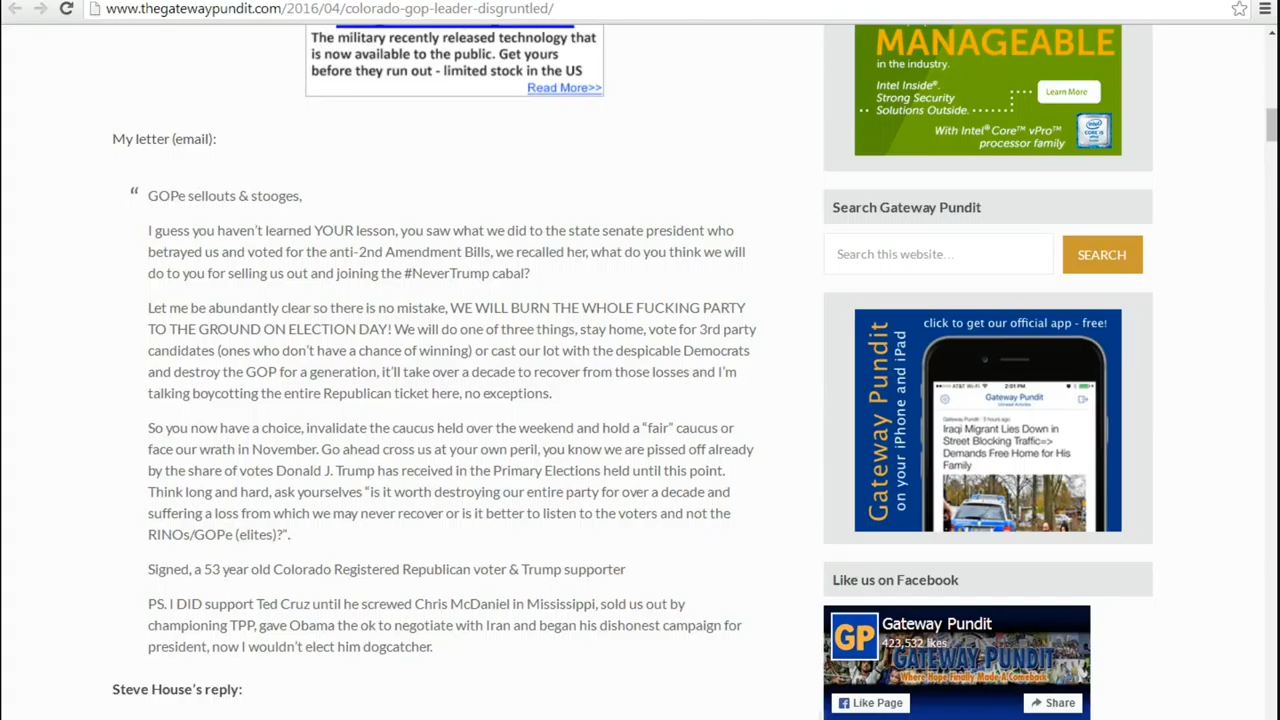 www.thegatewaypundit.com/2016/04/colorado-gop-leader-disgruntled/
The military recently released technology that
is now available to the public. Get yours
before they run out - limited stock in the US
Read More>>
My letter (email):
“ GOPe sellouts & stooges,
I guess you haven’t learned YOUR lesson, you saw what we did to the state senate president who
betrayed us and voted for the anti-2nd Amendment Bills, we recalled her, what do you think we will
do to you for selling us out and joining the #NeverTrump cabal?
Let me be abundantly clear so there is no mistake, WE WILL BURN THE WHOLE FUCKING PARTY
TO THE GROUND ON ELECTION DAY! We will do one of three things, stay home, vote for 3rd party
candidates (ones who don’t have a chance of winning) or cast our lot with the despicable Democrats
and destroy the GOP for a generation, it’ll take over a decade to recover from those losses and I’m
talking boycotting the entire Republican ticket here, no exceptions.
So you now have a choice, invalidate the caucus held over the weekend and hold a “fair” caucus or
face our wrath in November. Go ahead cross us at your own peril, you know we are pissed off already
by the share of votes Donald J. Trump has received in the Primary Elections held until this point.
Think long and hard, ask yourselves “is it worth destroying our entire party for over a decade and
suffering a loss from which we may never recover or is it better to listen to the voters and not the
RINOs/GOPe (elites)?”.
Signed, a 53 year old Colorado Registered Republican voter & Trump supporter
PS. I DID support Ted Cruz until he screwed Chris McDaniel in Mississippi, sold us out by
championing TPP, gave Obama the ok to negotiate with Iran and began his dishonest campaign for
president, now I wouldn’t elect him dogcatcher.
Steve House’s reply:
MANAGEABLE
in the industry.
Intel Inside®.
Strong Security
Solutions Outside.
Learn More
With Intel® Core™ vPro™
processor family
Search Gateway Pundit
Search this website…
SEARCH
click to get our official app - free!
Gateway Pundit
on your iPhone and iPad
AT&T Wi-Fi
2:01 PM
Gateway Pundit
Iraqi Migrant Lies Down in
Street Blocking Traffic=>
Demands Free Home for His
Family
Like us on Facebook
GP
Gateway Pundit
423,532 likes
GATEWAY PUNDIT
Where Hope Finally Made A Comeback
Like Page
Share